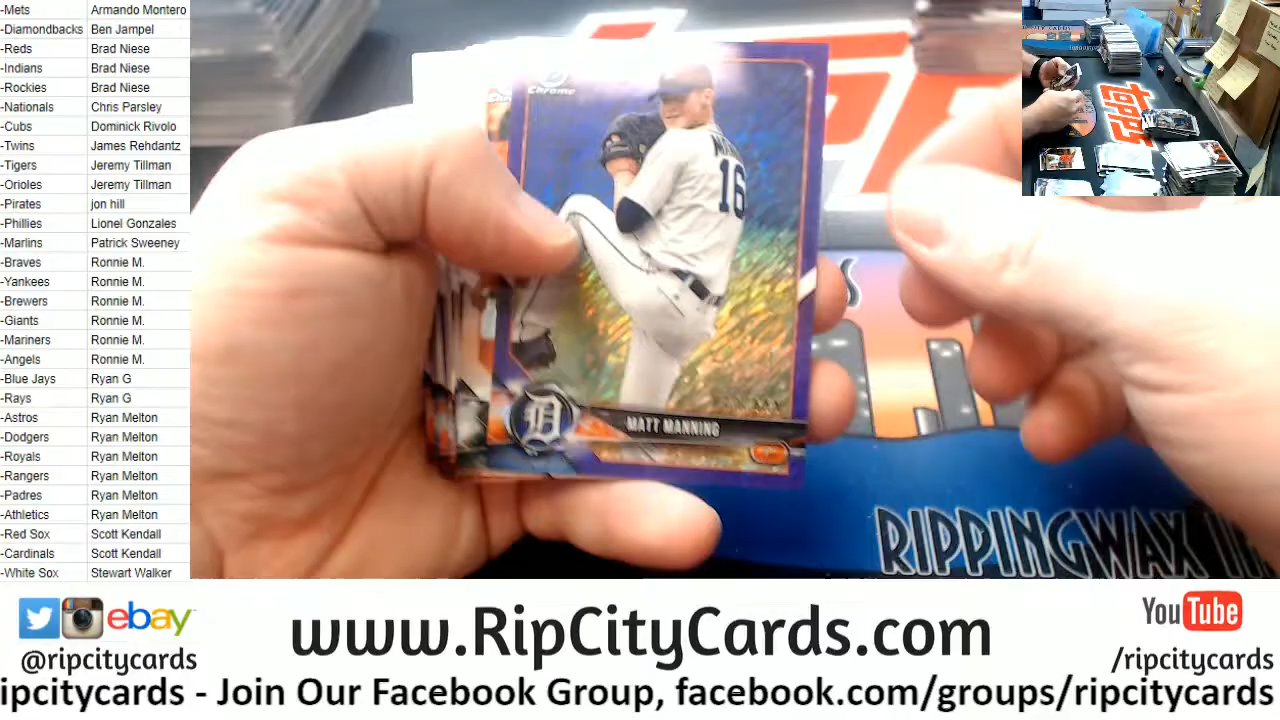 -Mets Armando Montero
-Diamondbacks Ben Jampel
-Reds Brad Niese
-Indians Brad Niese
-Rockies Brad Niese
-Nationals Chris Parsley
-Cubs Dominick Rivolo
-Twins James Rehdantz
-Tigers Jeremy Tillman
-Orioles Jeremy Tillman
-Pirates jon hill
-Phillies Lionel Gonzales
-Marlins Patrick Sweeney
-Braves Ronnie M.
-Yankees Ronnie M.
-Brewers Ronnie M.
-Giants Ronnie M.
-Mariners Ronnie M.
-Angels Ronnie M.
-Blue Jays Ryan G
-Rays Ryan G
-Astros Ryan Melton
-Dodgers Ryan Melton
-Royals Ryan Melton
-Rangers Ryan Melton
-Padres Ryan Melton
-Athletics Ryan Melton
-Red Sox Scott Kendall
-Cardinals Scott Kendall
-White Sox Stewart Walker
Chrome
16
D
MATT MANNING
topps
RIPPINGWAX
ebay
@ripcitycards
www.RipCityCards.com
YouTube
/ripcitycards
ipcitycards - Join Our Facebook Group, facebook.com/groups/ripcitycards